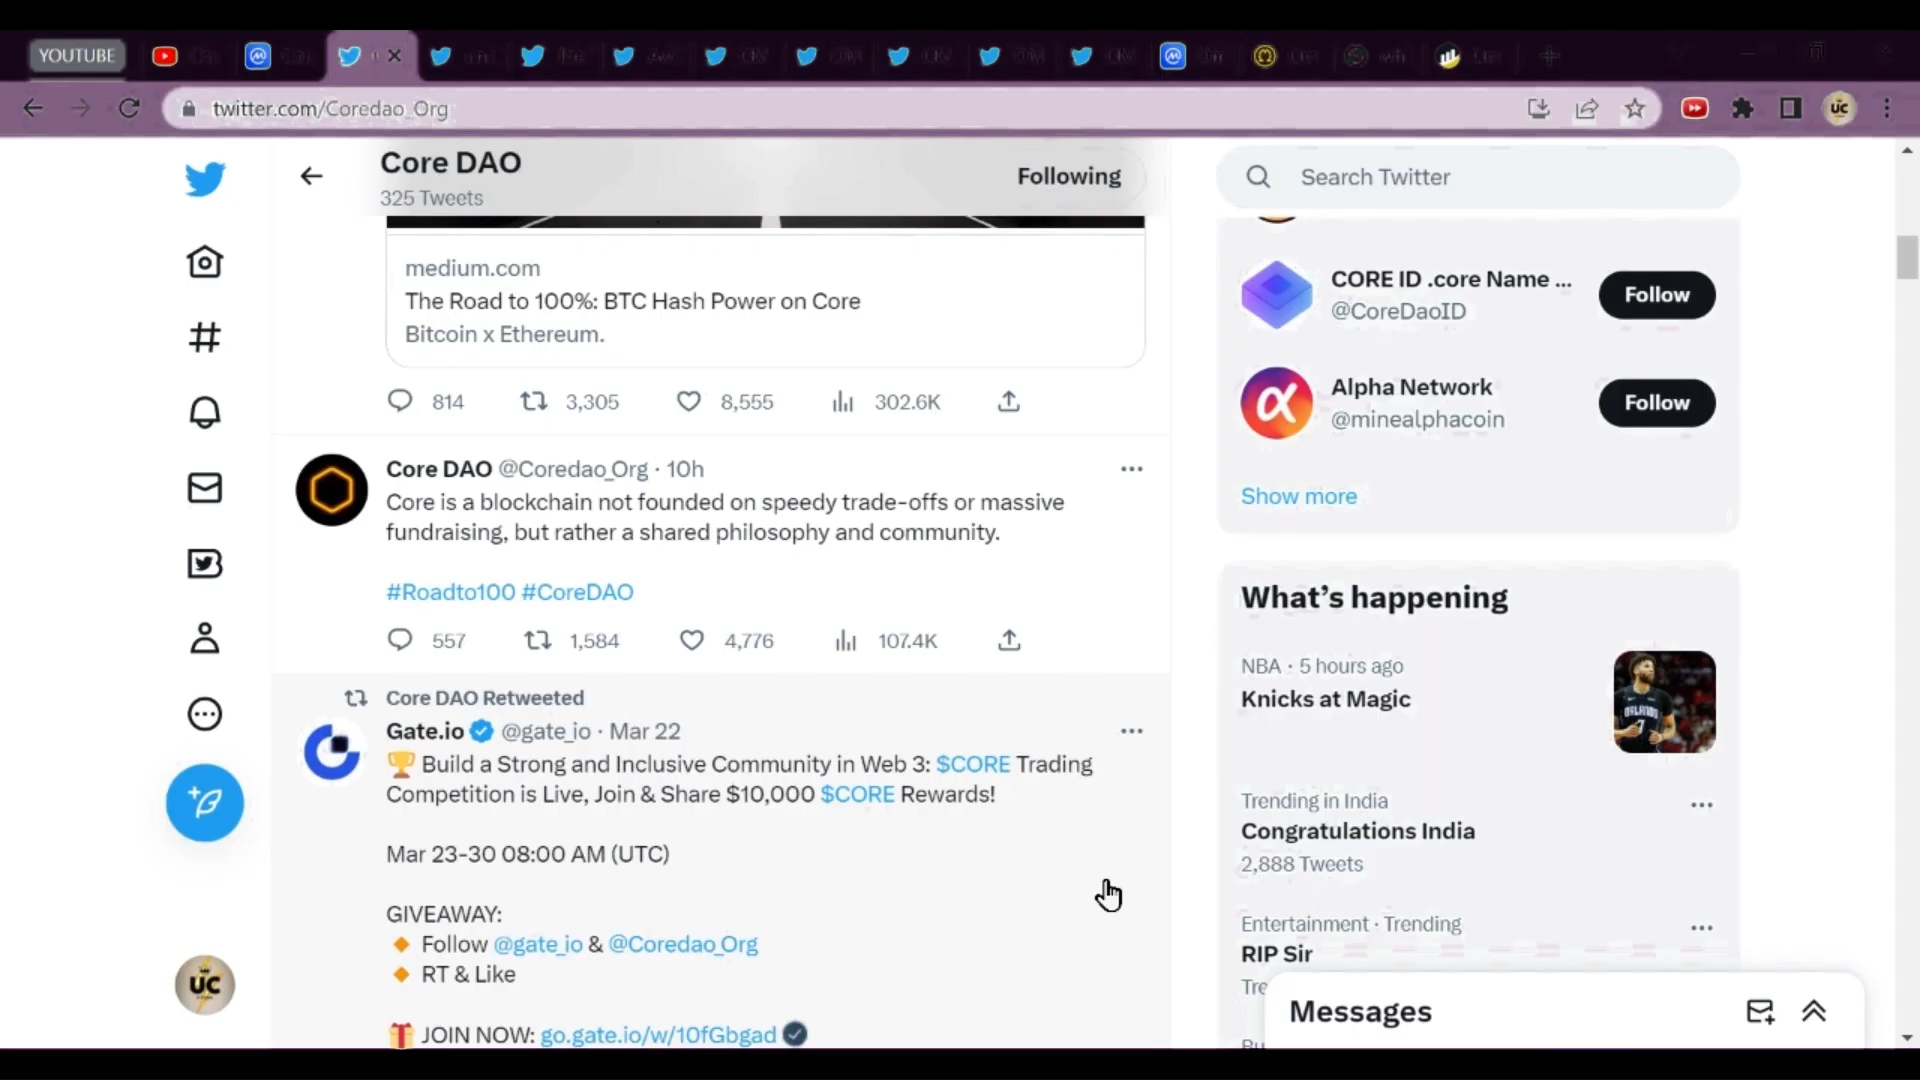 YOUTUBE
twitter.com/Coredao_Org
UC
Core DAO
325 Tweets
Following
Search Twitter
medium.com
The Road to 100%: BTC Hash Power on Core
Bitcoin x Ethereum.
814 3,305 8,555 302.6K
Core DAO @Coredao_Org · 10h
Core is a blockchain not founded on speedy trade-offs or massive
fundraising, but rather a shared philosophy and community.
#Roadto100 #CoreDAO
557 1,584 4,776 107.4K
Core DAO Retweeted
Gate.io @gate_io · Mar 22
🏆 Build a Strong and Inclusive Community in Web 3: $CORE Trading
Competition is Live, Join & Share $10,000 $CORE Rewards!
Mar 23-30 08:00 AM (UTC)
GIVEAWAY:
🔸 Follow @gate_io & @Coredao_Org
🔸 RT & Like
🎁 JOIN NOW: go.gate.io/w/10fGbgad
UC
CORE ID .core Name ...
@CoreDaoID
Follow
Alpha Network
@minealphacoin
Follow
Show more
What's happening
NBA · 5 hours ago
Knicks at Magic
Trending in India
Congratulations India
2,888 Tweets
Entertainment · Trending
RIP Sir
Messages